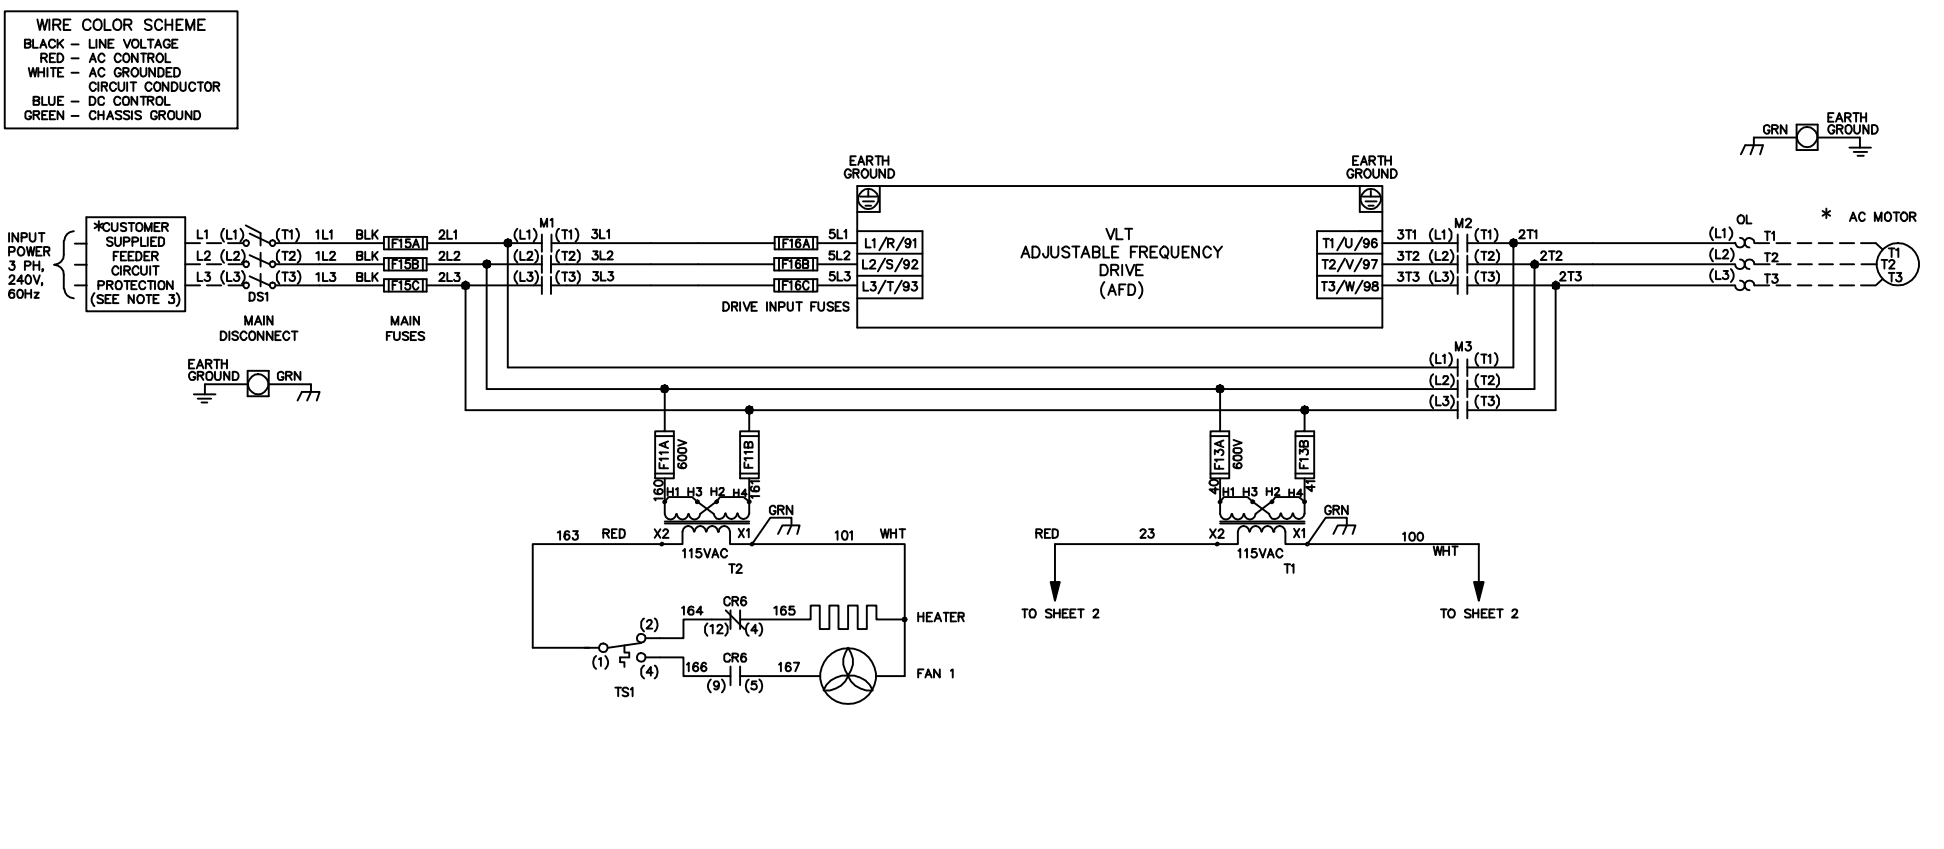 WIRE COLOR SCHEME
BLACK – LINE VOLTAGE
RED – AC CONTROL
WHITE – AC GROUNDED
CIRCUIT CONDUCTOR
BLUE – DC CONTROL
GREEN – CHASSIS GROUND
GRN
EARTH
GROUND
EARTH
GROUND
EARTH
GROUND
INPUT
POWER
3 PH,
240V,
60Hz
*CUSTOMER
SUPPLIED
FEEDER
CIRCUIT
PROTECTION
(SEE NOTE 3)
L1 (L1) (T1) 1L1 BLK F15A 2L1 (L1) M1 (T1) 3L1 F16A 5L1 L1/R/91
L2 (L2) (T2) 1L2 BLK F15B 2L2 (L2) (T2) 3L2 F16B 5L2 L2/S/92
L3 (L3) (T3) 1L3 BLK F15C 2L3 (L3) (T3) 3L3 F16C 5L3 L3/T/93
DS1
MAIN
DISCONNECT
MAIN
FUSES
DRIVE INPUT FUSES
VLT
ADJUSTABLE FREQUENCY
DRIVE
(AFD)
T1/U/96 3T1 (L1) M2 (T1) 2T1 (L1) OL T1
T2/V/97 3T2 (L2) (T2) 2T2 (L2) T2
T3/W/98 3T3 (L3) (T3) 2T3 (L3) T3
* AC MOTOR
T1
T2
T3
EARTH
GROUND
GRN
M3
(L1) (T1)
(L2) (T2)
(L3) (T3)
F11A
600V
F11B
160
H1 H3 H2 H4
161
GRN
163 RED X2 X1 101 WHT
115VAC
T2
F13A
600V
F13B
40
H1 H3 H2 H4
41
GRN
RED 23 X2 X1 100
WHT
115VAC
T1
TO SHEET 2
TO SHEET 2
164 CR6 165
(2) (12) (4)
HEATER
(1)
(4)
TS1
166 CR6 167
(9) (5)
FAN 1